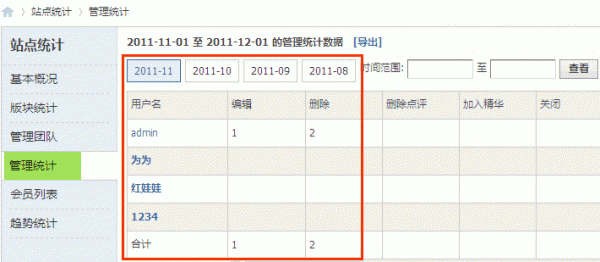 站点统计 〉 管理统计
站点统计
基本概况
版块统计
管理团队
管理统计
会员列表
趋势统计
2011-11-01 至 2011-12-01 的管理统计数据 [导出]
2011-11 2011-10 2011-09 2011-08 时间范围: 至 查看
用户名 编辑 删除 删除点评 加入精华 关闭
admin 1 2
为为
红娃娃
1234
合计 1 2